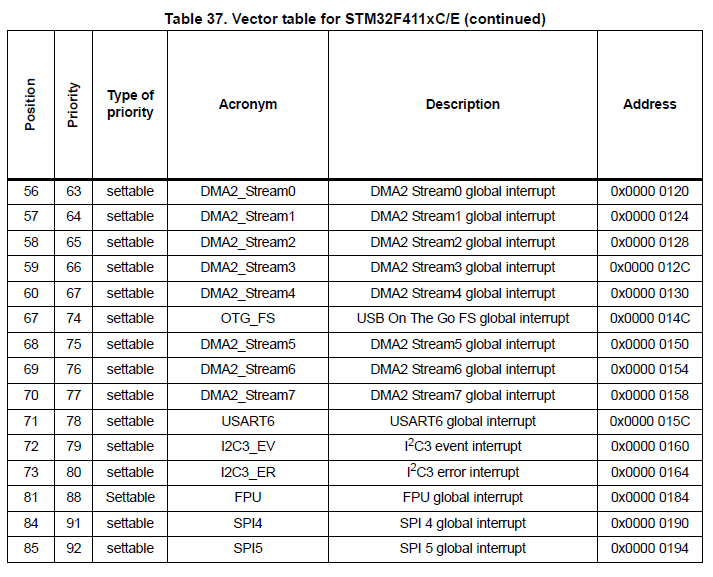 Table 37. Vector table for STM32F411xC/E (continued)
Position Priority Type of priority Acronym Description Address
56 63 settable DMA2_Stream0 DMA2 Stream0 global interrupt 0x0000 0120
57 64 settable DMA2_Stream1 DMA2 Stream1 global interrupt 0x0000 0124
58 65 settable DMA2_Stream2 DMA2 Stream2 global interrupt 0x0000 0128
59 66 settable DMA2_Stream3 DMA2 Stream3 global interrupt 0x0000 012C
60 67 settable DMA2_Stream4 DMA2 Stream4 global interrupt 0x0000 0130
67 74 settable OTG_FS USB On The Go FS global interrupt 0x0000 014C
68 75 settable DMA2_Stream5 DMA2 Stream5 global interrupt 0x0000 0150
69 76 settable DMA2_Stream6 DMA2 Stream6 global interrupt 0x0000 0154
70 77 settable DMA2_Stream7 DMA2 Stream7 global interrupt 0x0000 0158
71 78 settable USART6 USART6 global interrupt 0x0000 015C
72 79 settable I2C3_EV I²C3 event interrupt 0x0000 0160
73 80 settable I2C3_ER I²C3 error interrupt 0x0000 0164
81 88 Settable FPU FPU global interrupt 0x0000 0184
84 91 settable SPI4 SPI 4 global interrupt 0x0000 0190
85 92 settable SPI5 SPI 5 global interrupt 0x0000 0194